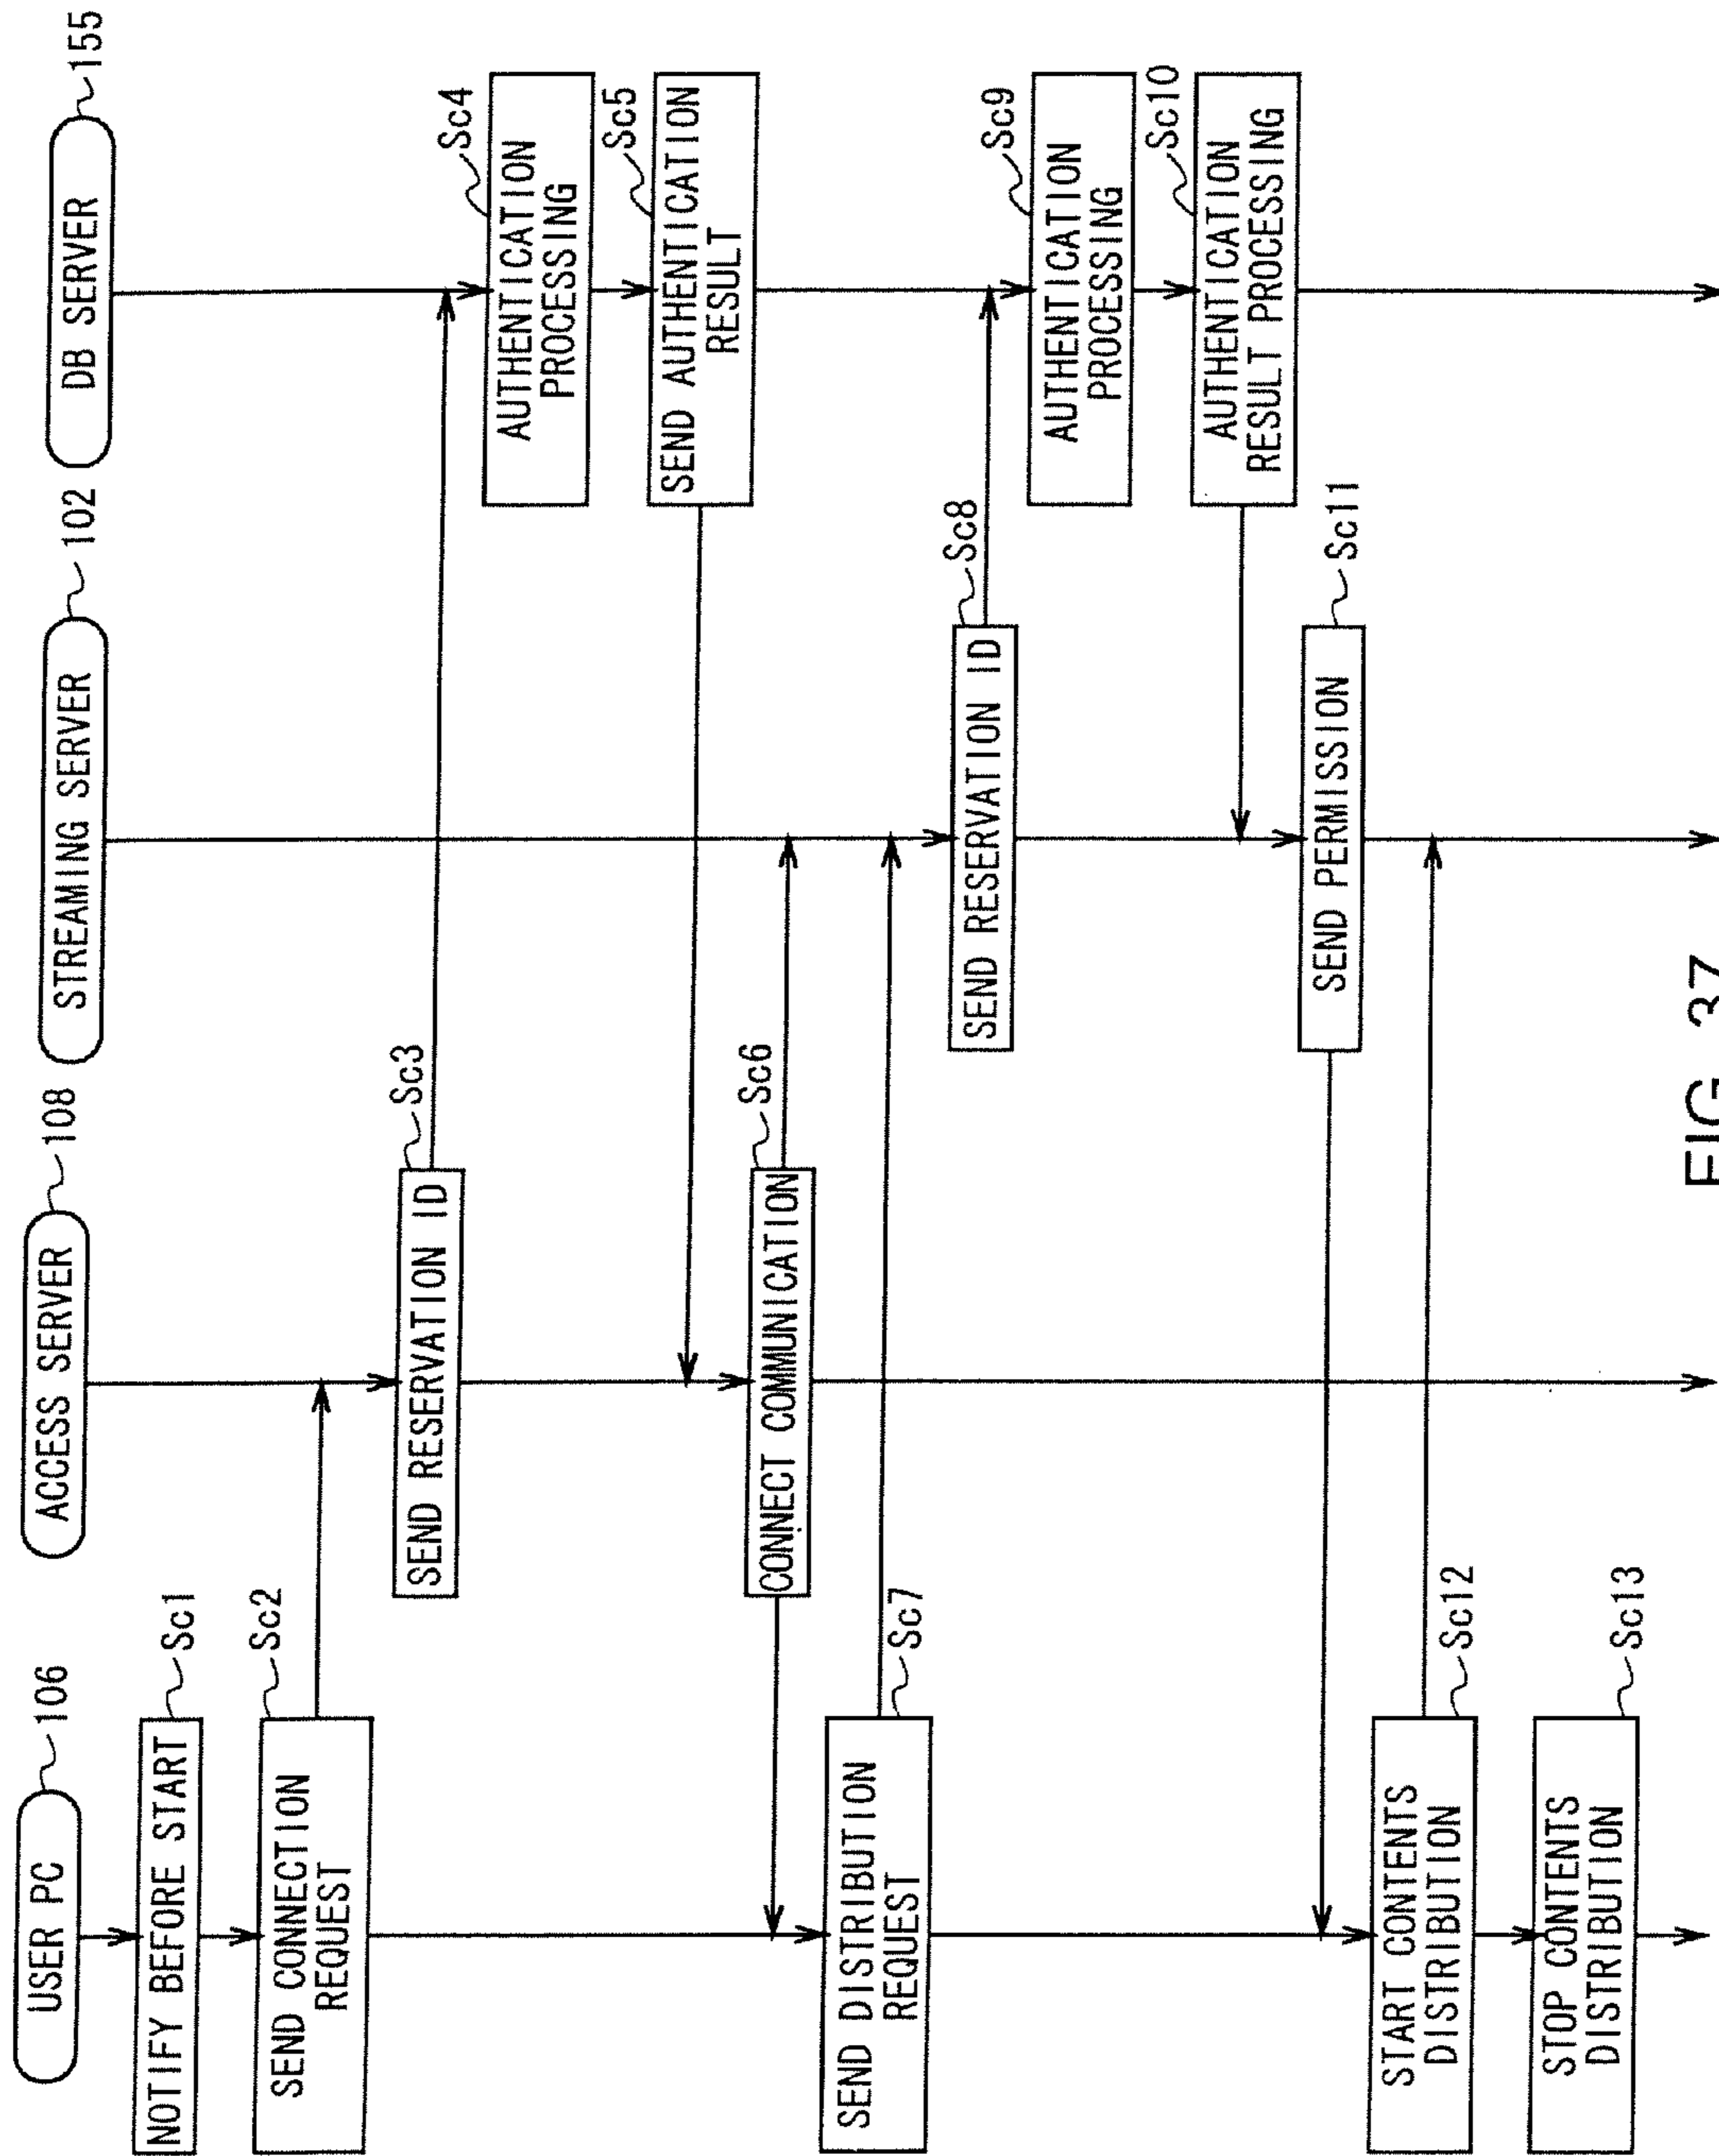 USER PC
106
ACCESS SERVER
108
STREAMING SERVER
102
DB SERVER
155
NOTIFY BEFORE START
Sc1
SEND CONNECTION
REQUEST
Sc2
SEND RESERVATION ID
Sc3
AUTHENTICATION
PROCESSING
Sc4
SEND AUTHENTICATION
RESULT
Sc5
CONNECT COMMUNICATION
Sc6
SEND DISTRIBUTION
REQUEST
Sc7
SEND RESERVATION ID
Sc8
AUTHENTICATION
PROCESSING
Sc9
AUTHENTICATION
RESULT PROCESSING
Sc10
SEND PERMISSION
Sc11
START CONTENTS
DISTRIBUTION
Sc12
STOP CONTENTS
DISTRIBUTION
Sc13
FIG. 37